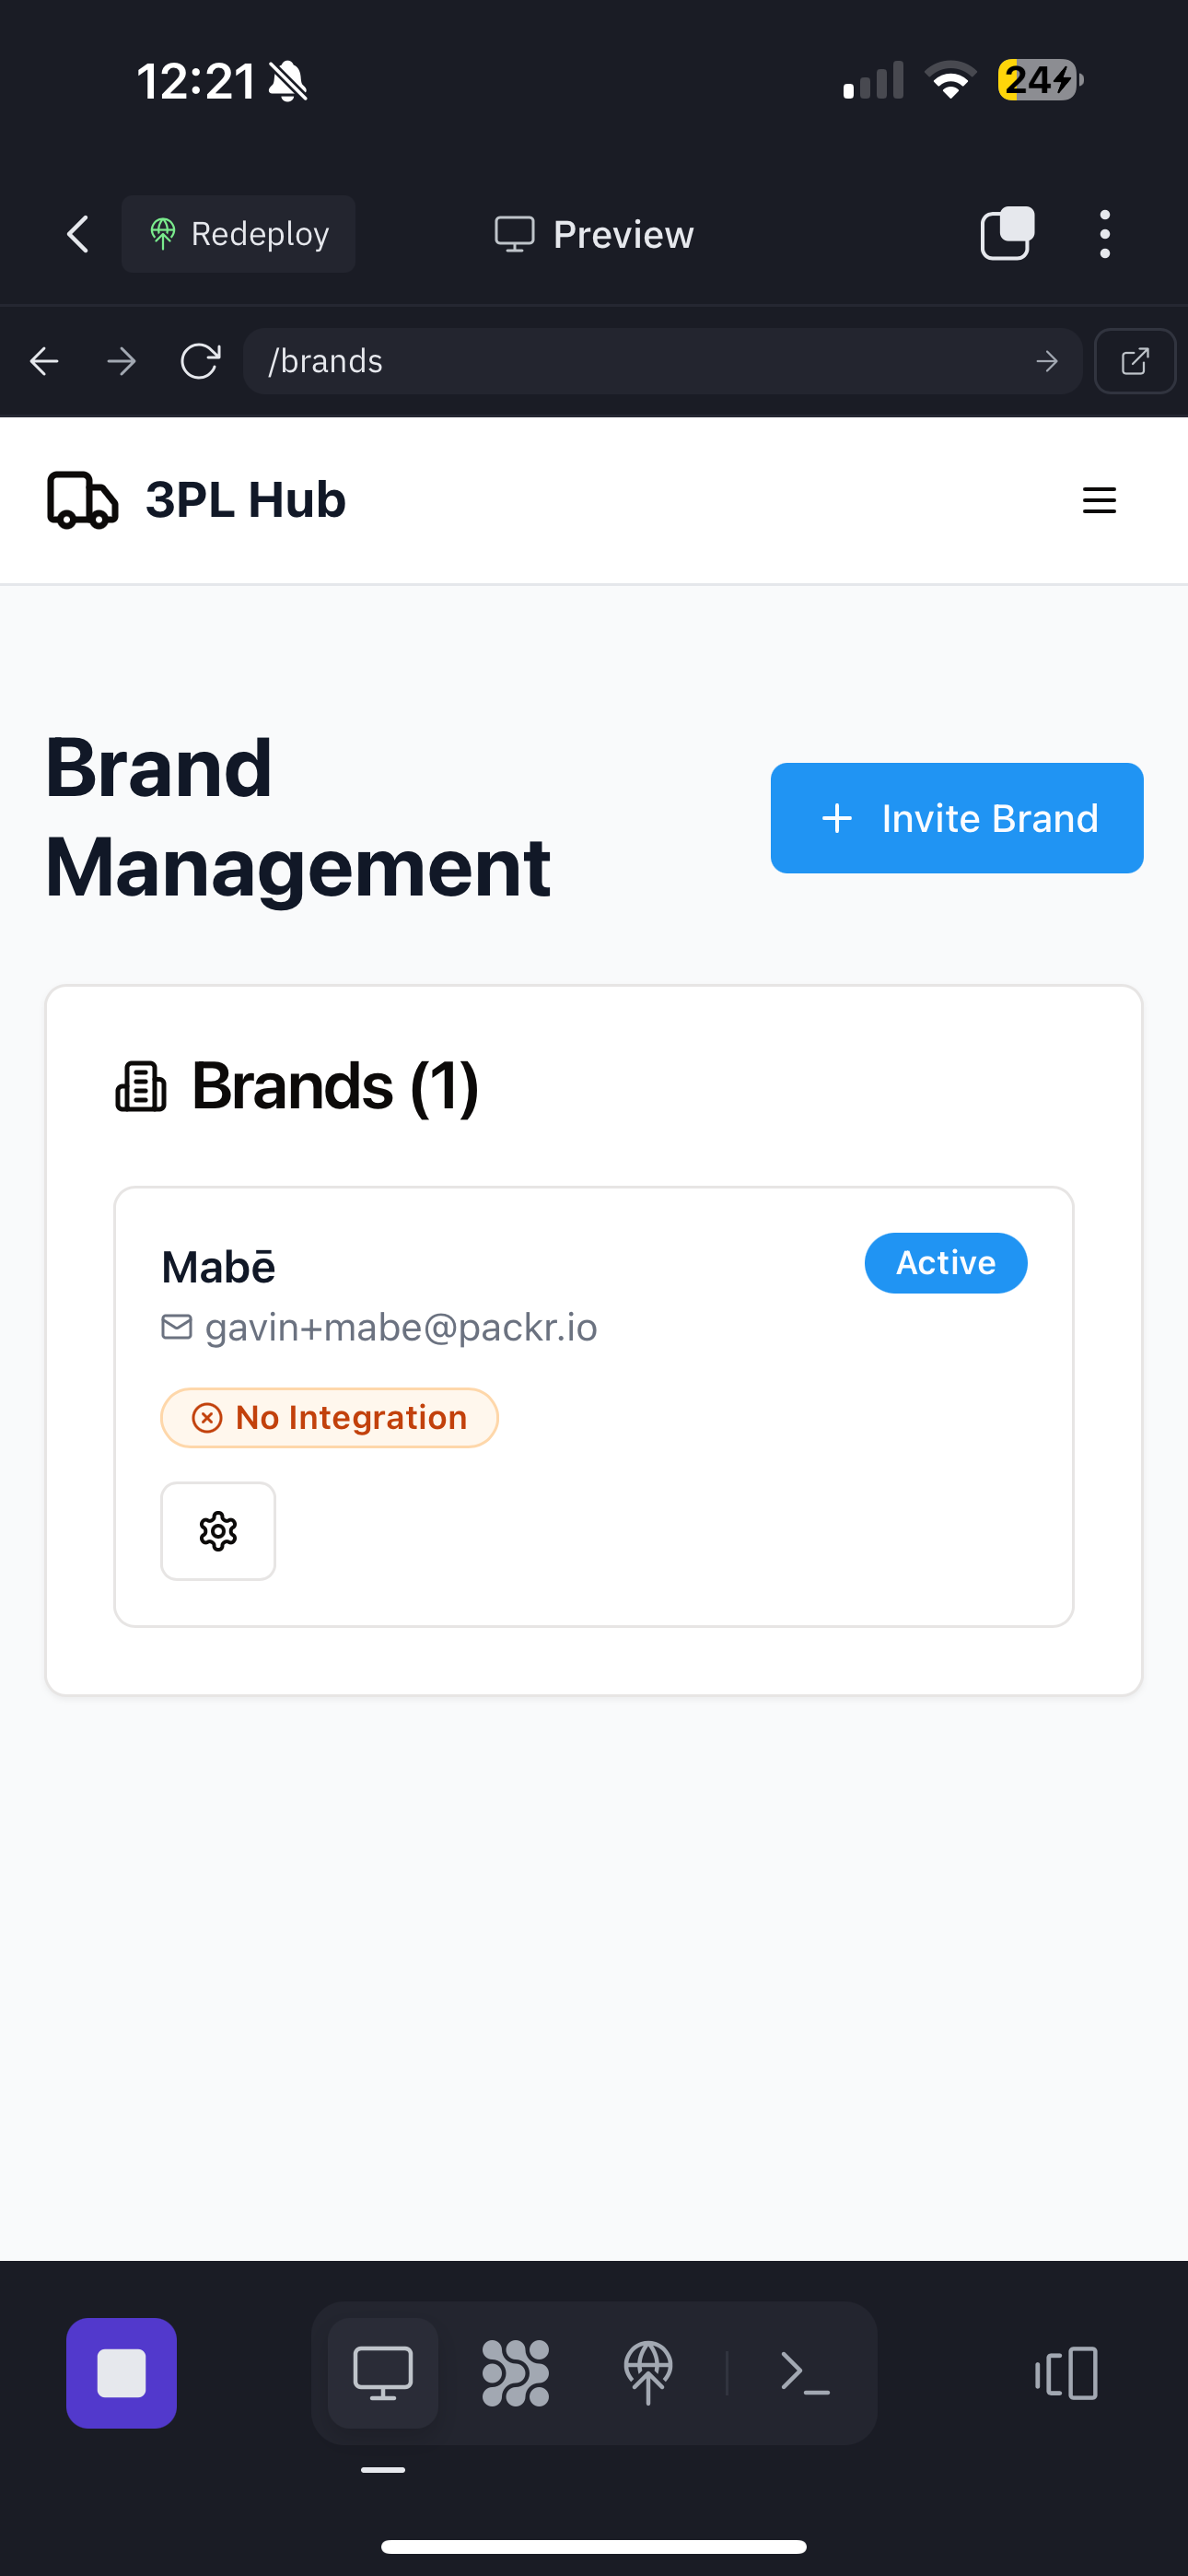 12:21
24
Redeploy
Preview
/brands
3PL Hub
Brand
Management
Invite Brand
Brands (1)
Mabē
Active
gavin+mabe@packr.io
No Integration